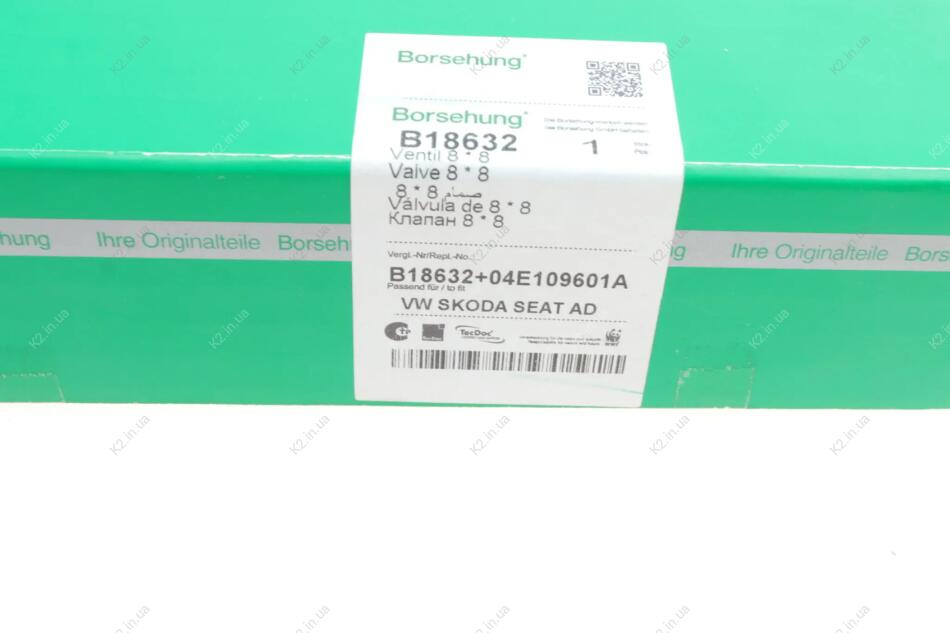 Borsehung
Borsehung
B18632
1
Ventil 8 * 8
Valve 8 * 8
صمام 8 * 8
Válvula de 8 * 8
Клапан 8 * 8
hung Ihre Originalteile Borseh
g Ihre Originalteile Bors
Vergl.-Nr/Repl.-No.
B18632+04E109601A
Passend für / to fit
VW SKODA SEAT AD
TecDoc
WWF
K2.in.ua